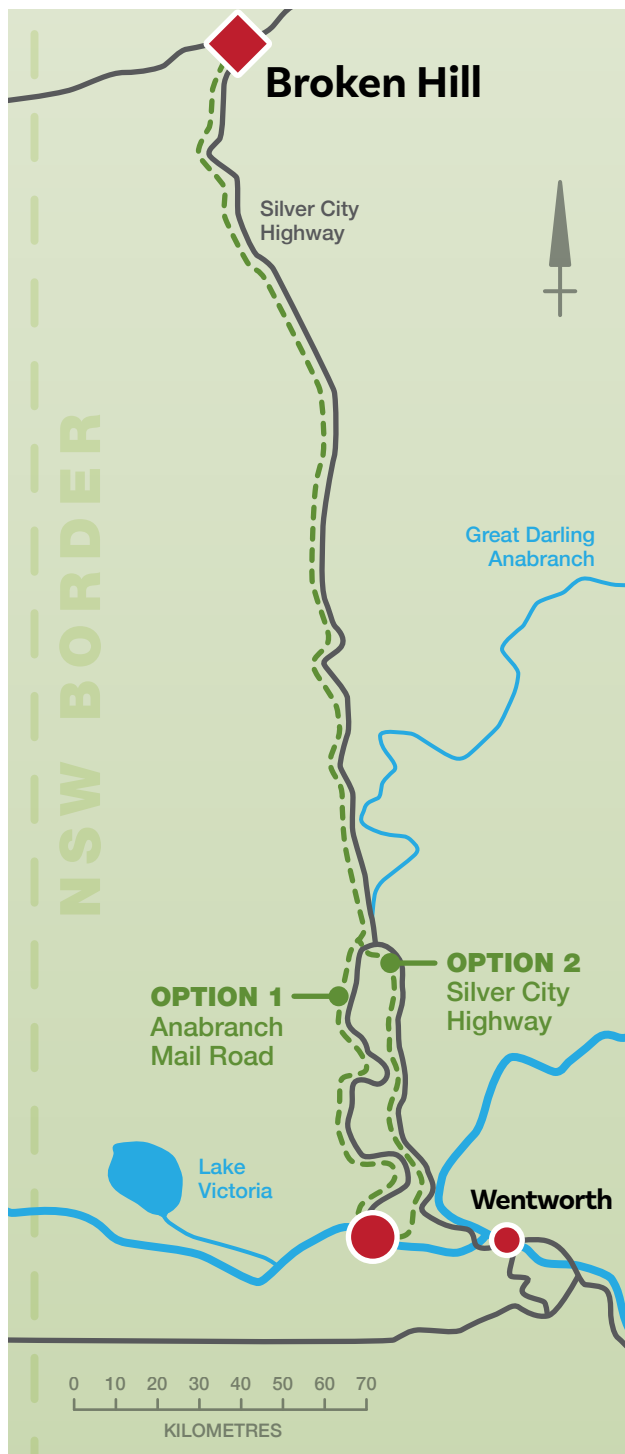 Broken Hill
Silver City
Highway
Great Darling
Anabranch
NSW BORDER
OPTION 1
Anabranch
Mail Road
OPTION 2
Silver City
Highway
Lake
Victoria
Wentworth
0 10 20 30 40 50 60 70
KILOMETRES